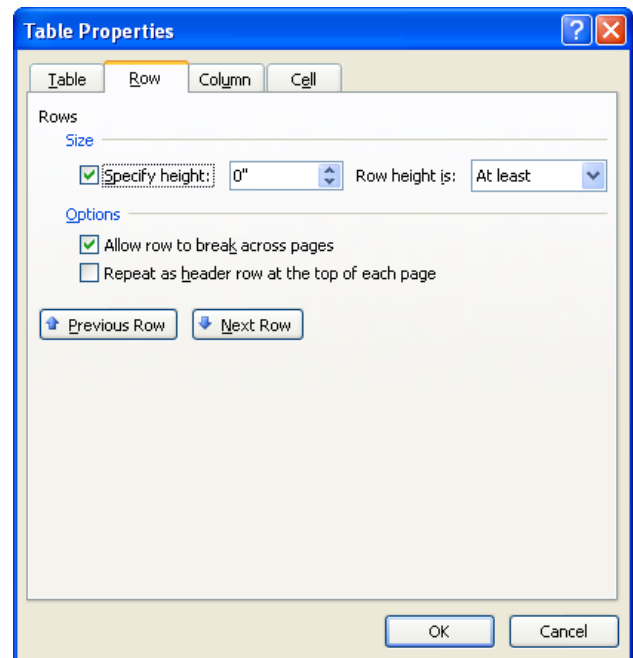 Table Properties
Table Row Column Cell
Rows
Size
Specify height: 0" Row height is: At least
Options
Allow row to break across pages
Repeat as header row at the top of each page
Previous Row Next Row
OK Cancel